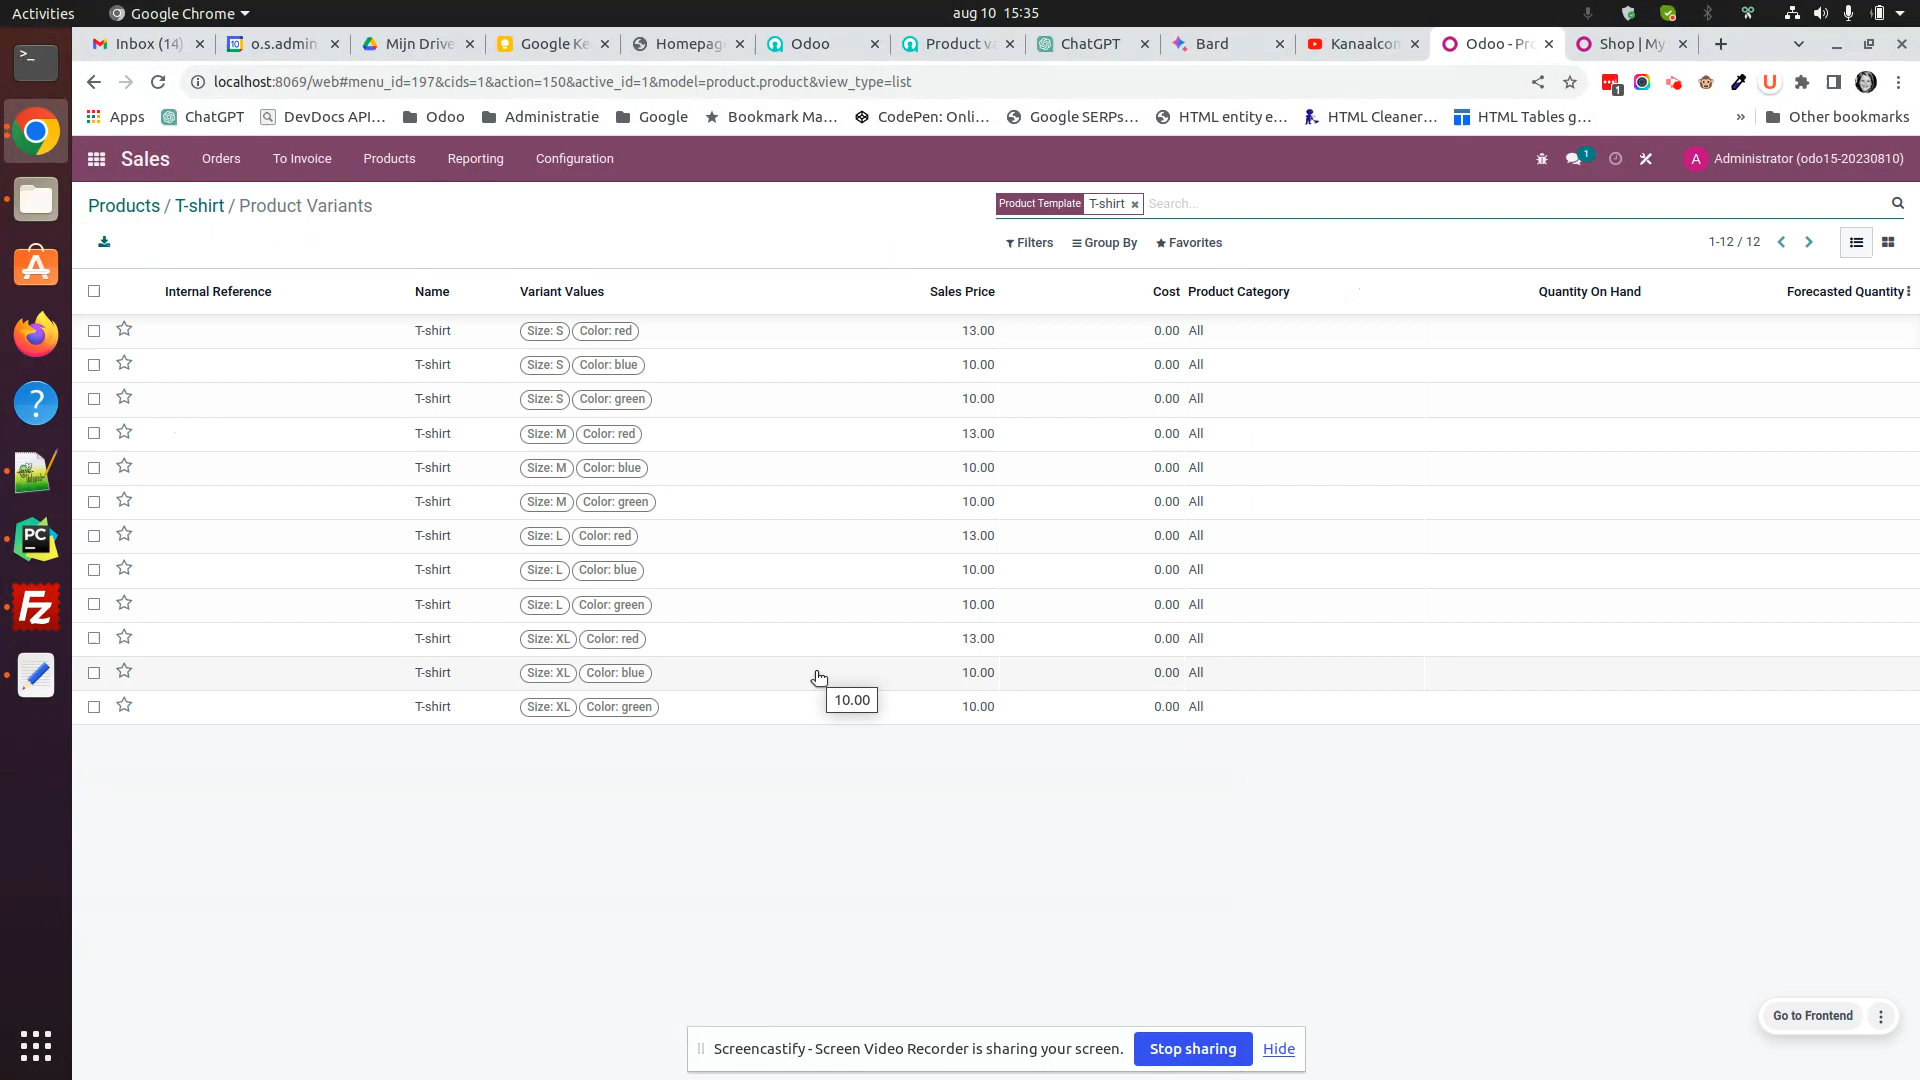 Activities Google Chrome aug 10 15:35
Inbox (14) o.s.admin Mijn Drive Google Ke Homepag Odoo Product va ChatGPT Bard Kanaalcon Odoo - Pro Shop | My
localhost:8069/web#menu_id=197&cids=1&action=150&active_id=1&model=product.product&view_type=list
Apps ChatGPT DevDocs API... Odoo Administratie Google Bookmark Ma... CodePen: Onli... Google SERPs... HTML entity e... HTML Cleaner... HTML Tables g... » Other bookmarks
Sales Orders To Invoice Products Reporting Configuration 1 A Administrator (odo15-20230810)
Products / T-shirt / Product Variants Product Template T-shirt Search...
Filters Group By Favorites 1-12 / 12
Internal Reference Name Variant Values Sales Price Cost Product Category Quantity On Hand Forecasted Quantity
T-shirt Size: S Color: red 13.00 0.00 All
T-shirt Size: S Color: blue 10.00 0.00 All
T-shirt Size: S Color: green 10.00 0.00 All
T-shirt Size: M Color: red 13.00 0.00 All
T-shirt Size: M Color: blue 10.00 0.00 All
T-shirt Size: M Color: green 10.00 0.00 All
T-shirt Size: L Color: red 13.00 0.00 All
T-shirt Size: L Color: blue 10.00 0.00 All
T-shirt Size: L Color: green 10.00 0.00 All
T-shirt Size: XL Color: red 13.00 0.00 All
T-shirt Size: XL Color: blue 10.00 0.00 All
10.00
T-shirt Size: XL Color: green 10.00 0.00 All
Go to Frontend
Screencastify - Screen Video Recorder is sharing your screen. Stop sharing Hide